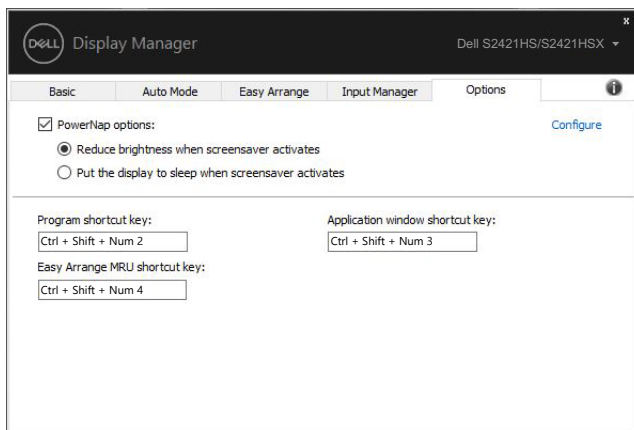 x
DELL Display Manager Dell S2421HS/S2421HSX
Basic Auto Mode Easy Arrange Input Manager Options i
PowerNap options: Configure
Reduce brightness when screensaver activates
Put the display to sleep when screensaver activates
Program shortcut key: Application window shortcut key:
Ctrl + Shift + Num 2 Ctrl + Shift + Num 3
Easy Arrange MRU shortcut key:
Ctrl + Shift + Num 4